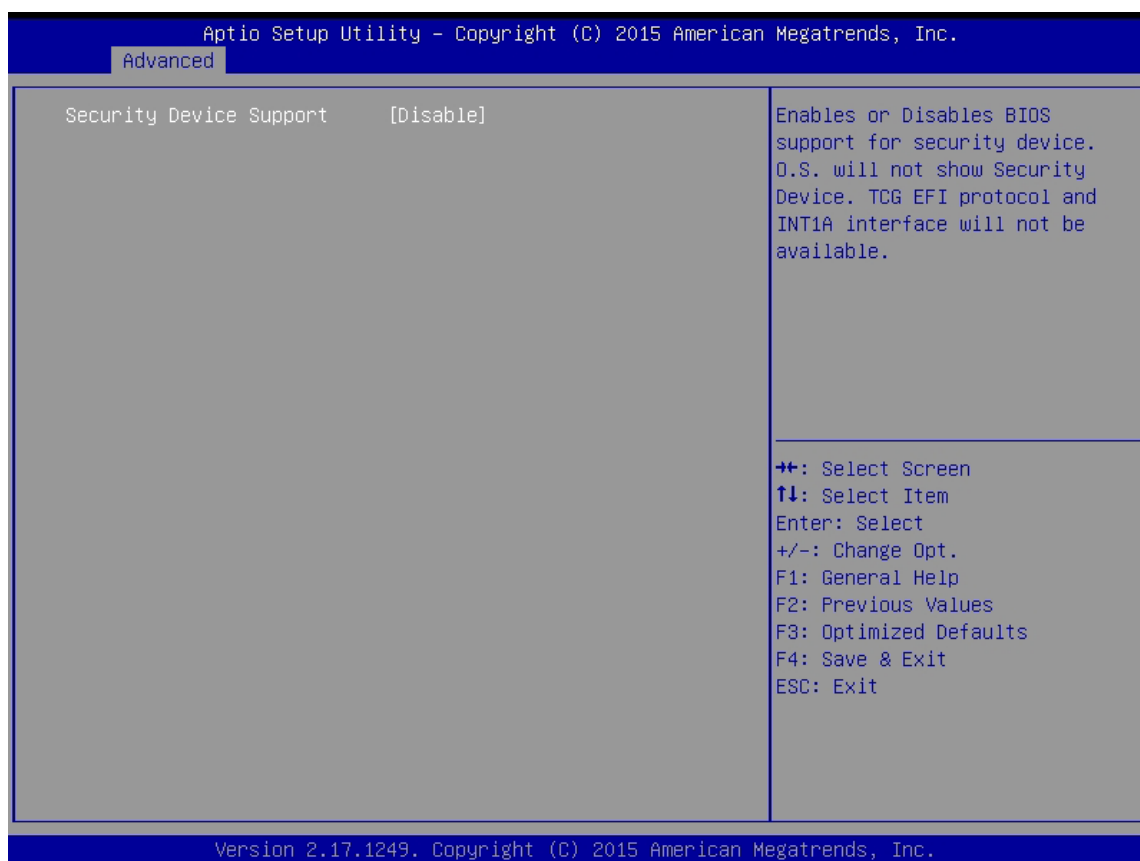 Aptio Setup Utility – Copyright (C) 2015 American Megatrends, Inc.
Advanced
Security Device Support [Disable]
Enables or Disables BIOS
support for security device.
O.S. will not show Security
Device. TCG EFI protocol and
INT1A interface will not be
available.
→←: Select Screen
↑↓: Select Item
Enter: Select
+/-: Change Opt.
F1: General Help
F2: Previous Values
F3: Optimized Defaults
F4: Save & Exit
ESC: Exit
Version 2.17.1249. Copyright (C) 2015 American Megatrends, Inc.